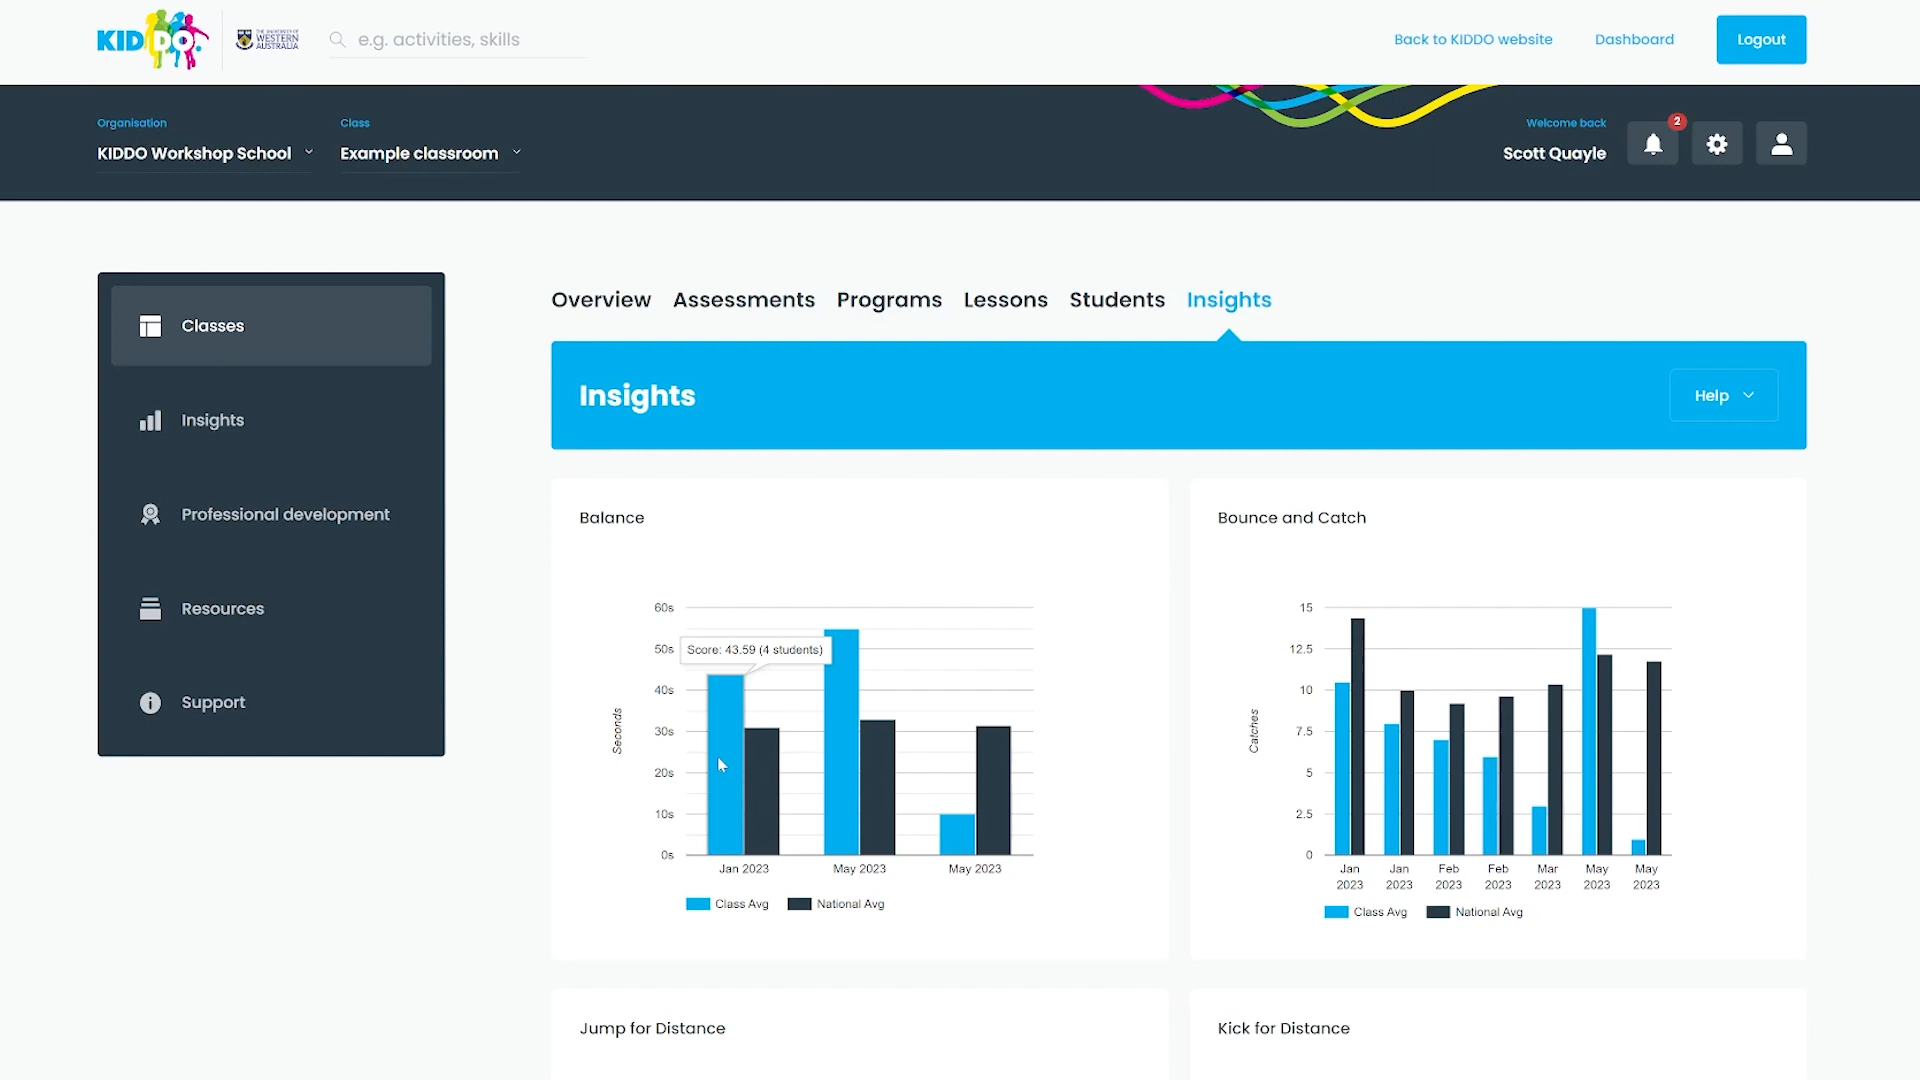 KIDDO.
THE UNIVERSITY OF
WESTERN
AUSTRALIA
e.g. activities, skills
Back to KIDDO website
Dashboard
Logout
Organisation
KIDDO Workshop School
Class
Example classroom
Welcome back
Scott Quayle
2
Classes
Insights
Professional development
Resources
Support
Overview
Assessments
Programs
Lessons
Students
Insights
Insights
Help
Balance
60s
50s
40s
30s
20s
10s
0s
Seconds
Score: 43.59 (4 students)
Jan 2023
May 2023
May 2023
Class Avg
National Avg
Bounce and Catch
15
12.5
10
7.5
5
2.5
0
Catches
Jan 2023
Jan 2023
Feb 2023
Feb 2023
Mar 2023
May 2023
May 2023
Class Avg
National Avg
Jump for Distance
Kick for Distance